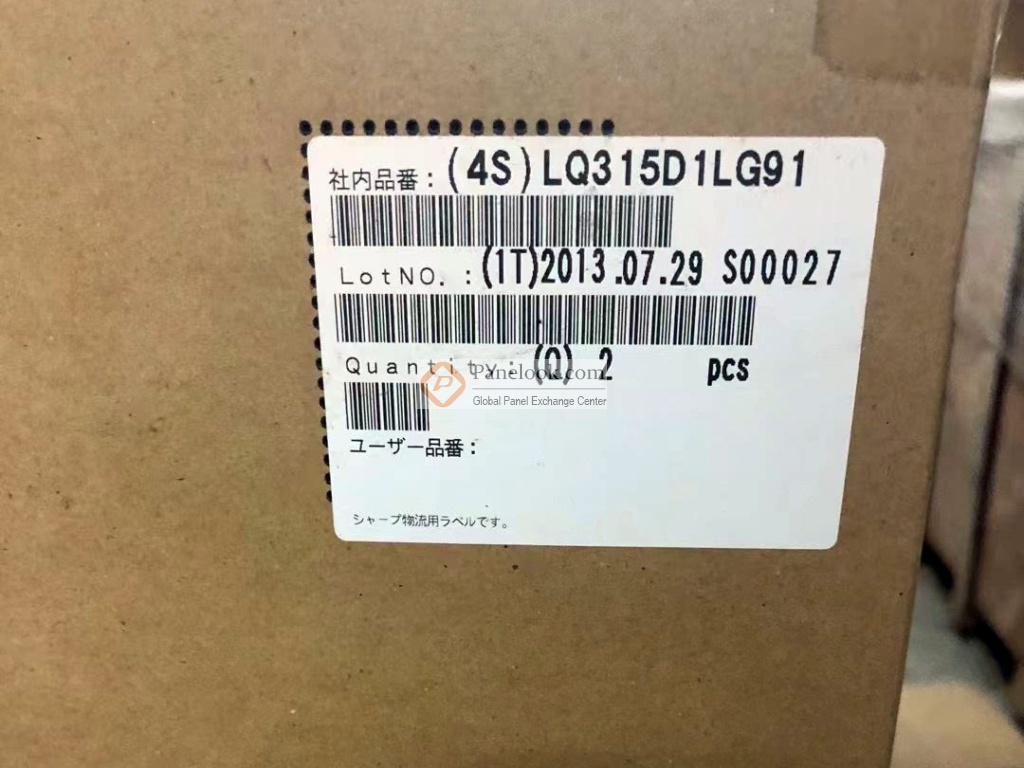 社内品番：(4S)LQ315D1LG91
LotNO.：(1T)2013.07.29 S00027
Quantity：(Q) 2 pcs
Panelook.com
Global Panel Exchange Center
ユーザー品番：
シャープ物流用ラベルです。